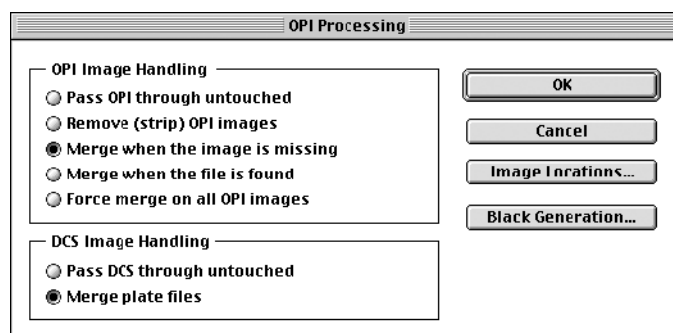 OPI Processing
OPI Image Handling
Pass OPI through untouched
Remove (strip) OPI images
Merge when the image is missing
Merge when the file is found
Force merge on all OPI images
DCS Image Handling
Pass DCS through untouched
Merge plate files
OK
Cancel
Image Locations...
Black Generation...